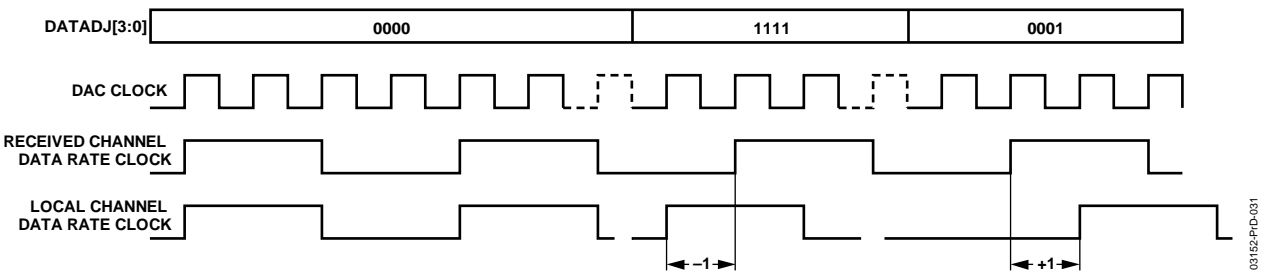 DATADJ[3:0]
0000
1111
0001
DAC CLOCK
RECEIVED CHANNEL
DATA RATE CLOCK
LOCAL CHANNEL
DATA RATE CLOCK
–1
+1
03152-PrD-031